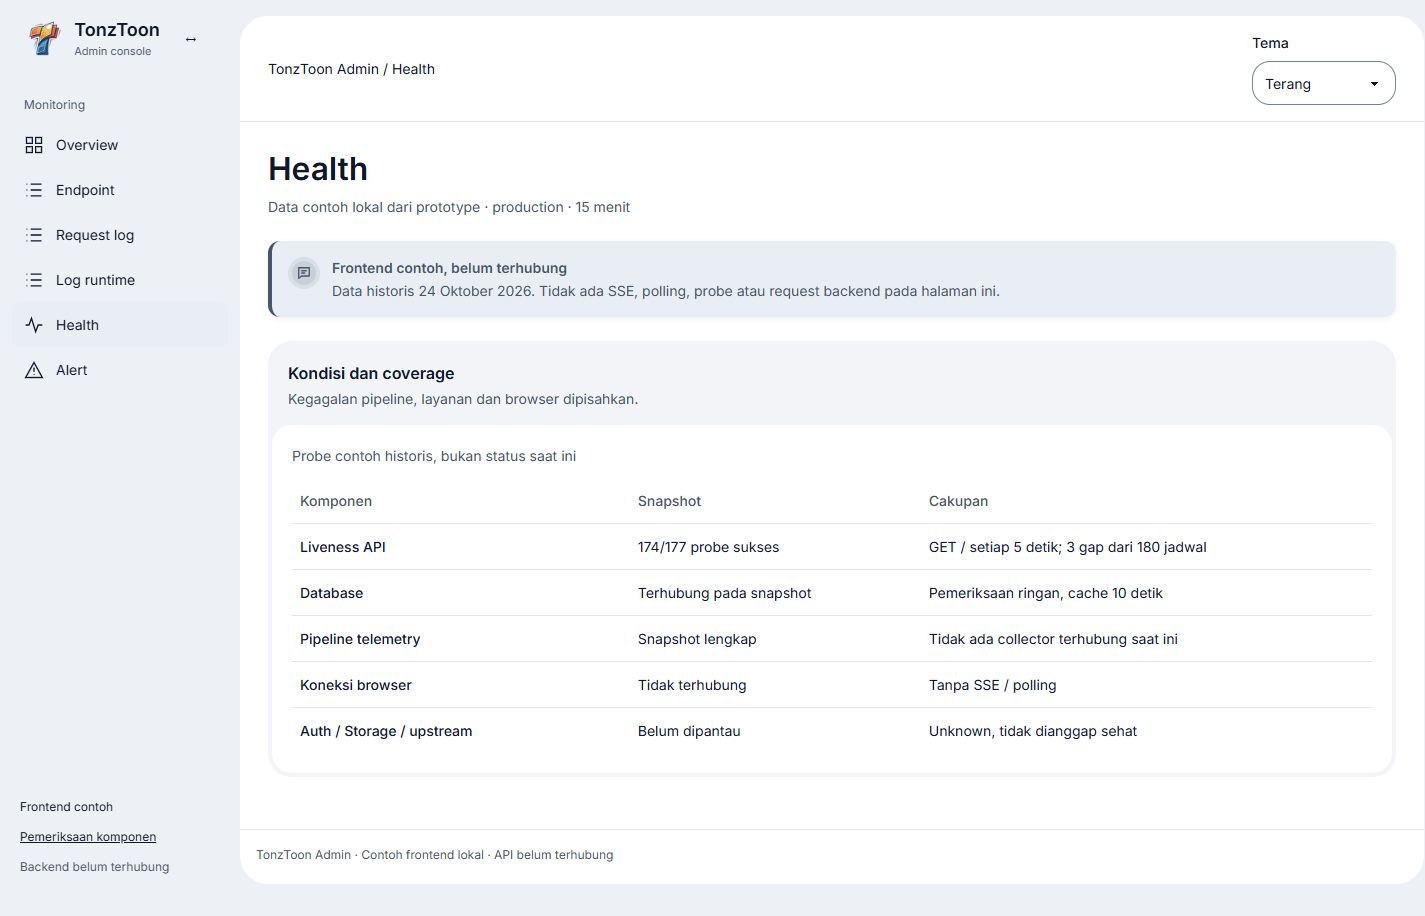 TonzToon
Admin console
Monitoring
Overview
Endpoint
Request log
Log runtime
Health
Alert
Frontend contoh
Pemeriksaan komponen
Backend belum terhubung
TonzToon Admin / Health
Tema
Terang
Health
Data contoh lokal dari prototype · production · 15 menit
Frontend contoh, belum terhubung
Data historis 24 Oktober 2026. Tidak ada SSE, polling, probe atau request backend pada halaman ini.
Kondisi dan coverage
Kegagalan pipeline, layanan dan browser dipisahkan.
Probe contoh historis, bukan status saat ini
Komponen Snapshot Cakupan
Liveness API 174/177 probe sukses GET / setiap 5 detik; 3 gap dari 180 jadwal
Database Terhubung pada snapshot Pemeriksaan ringan, cache 10 detik
Pipeline telemetry Snapshot lengkap Tidak ada collector terhubung saat ini
Koneksi browser Tidak terhubung Tanpa SSE / polling
Auth / Storage / upstream Belum dipantau Unknown, tidak dianggap sehat
TonzToon Admin · Contoh frontend lokal · API belum terhubung